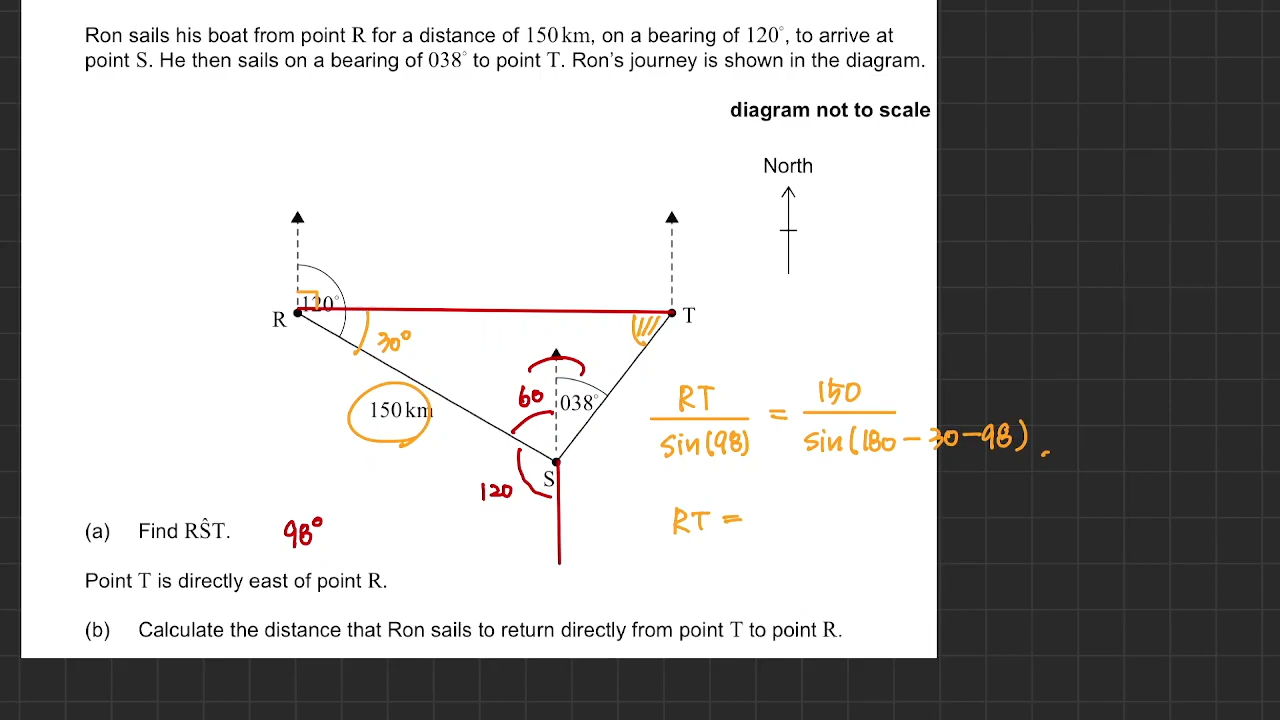 Ron sails his boat from point R for a distance of 150 km, on a bearing of 120°, to arrive at
point S. He then sails on a bearing of 038° to point T. Ron's journey is shown in the diagram.
diagram not to scale
North
120°
R
T
30°
60
038°
150 km
S
120
RT/sin(98) = 150/sin(180-30-98).
RT =
(a) Find RŜT. 98°
Point T is directly east of point R.
(b) Calculate the distance that Ron sails to return directly from point T to point R.